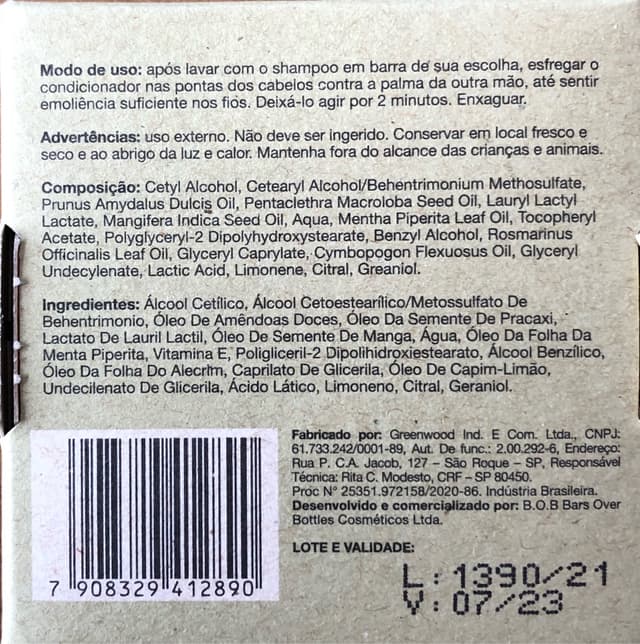 Modo de uso: após lavar com o shampoo em barra de sua escolha, esfregar o
condicionador nas pontas dos cabelos contra a palma da outra mão, até sentir
emoliência suficiente nos fios. Deixá-lo agir por 2 minutos. Enxaguar.
Advertências: uso externo. Não deve ser ingerido. Conservar em local fresco e
seco e ao abrigo da luz e calor. Mantenha fora do alcance das crianças e animais.
Composição: Cetyl Alcohol, Cetearyl Alcohol/Behentrimonium Methosulfate,
Prunus Amydalus Dulcis Oil, Pentaclethra Macroloba Seed Oil, Lauryl Lactyl
Lactate, Mangifera Indica Seed Oil, Aqua, Mentha Piperita Leaf Oil, Tocopheryl
Acetate, Polyglyceryl-2 Dipolyhydroxystearate, Benzyl Alcohol, Rosmarinus
Officinalis Leaf Oil, Glyceryl Caprylate, Cymbopogon Flexuosus Oil, Glyceryl
Undecylenate, Lactic Acid, Limonene, Citral, Greaniol.
Ingredientes: Álcool Cetílico, Álcool Cetoestearílico/Metossulfato De
Behentrimonio, Óleo De Amêndoas Doces, Óleo Da Semente De Pracaxi,
Lactato De Lauril Lactil, Óleo De Semente De Manga, Água, Óleo Da Folha Da
Menta Piperita, Vitamina E, Poligliceril-2 Dipolihidroxiestearato, Álcool Benzílico,
Óleo Da Folha Do Alecrim, Caprilato De Glicerila, Óleo De Capim-Limão,
Undecilenato De Glicerila, Ácido Lático, Limoneno, Citral, Geraniol.
Fabricado por: Greenwood Ind. E Com. Ltda., CNPJ:
61.733.242/0001-89, Aut. De func.: 2.00.292-6, Endereço:
Rua P. C.A. Jacob, 127 – São Roque – SP, Responsável
Técnica: Rita C. Modesto, CRF – SP 80450.
Proc N° 25351.972158/2020-86. Indústria Brasileira.
Desenvolvido e comercializado por: B.O.B Bars Over
Bottles Cosméticos Ltda.
LOTE E VALIDADE:
L: 1390/21
V: 07/23
7 908329 412890